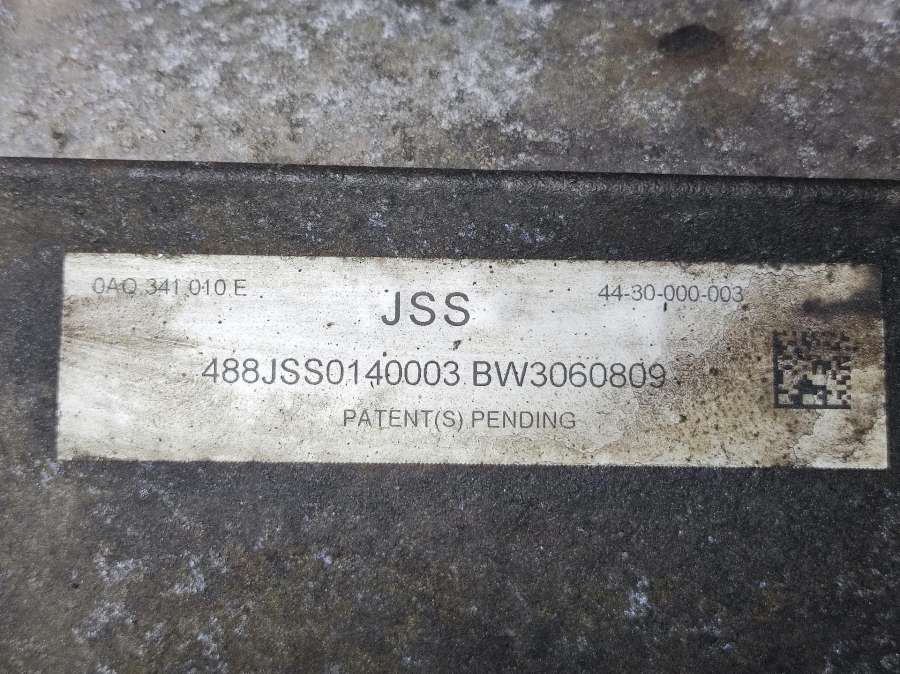 0AQ 341 010 E
JSS
44-30-000-003
488JSS0140003 BW3060809
PATENT(S) PENDING